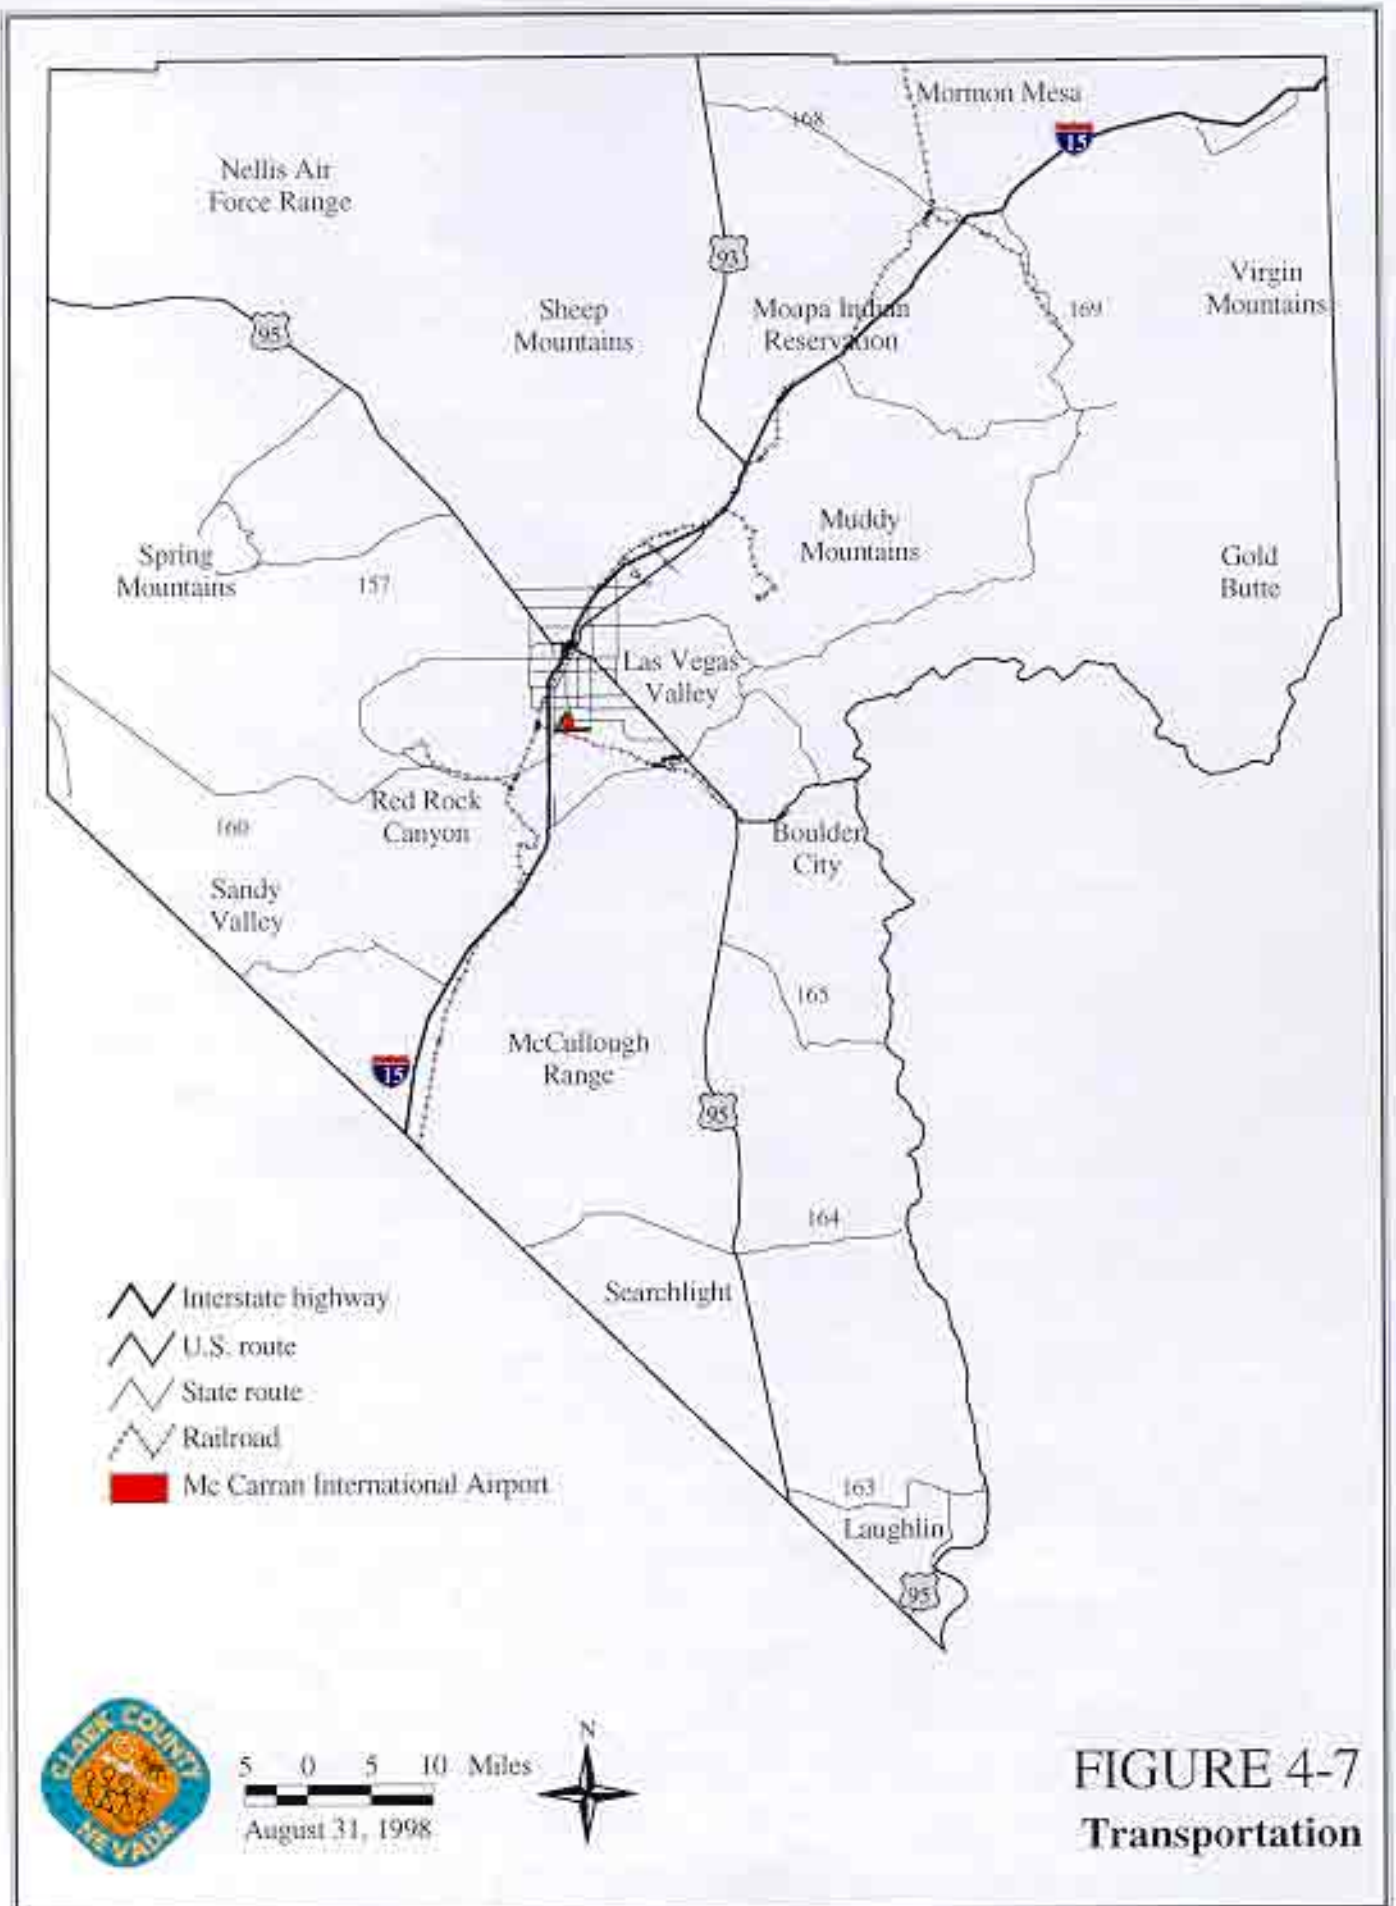 Mormon Mesa
168
15
Nellis Air
Force Range
93
Virgin
Mountains
95
Sheep
Mountains
Moapa Indian
Reservation
169
Muddy
Mountains
Spring
Mountains
157
Gold
Butte
Las Vegas
Valley
Red Rock
Canyon
160
Boulder
City
Sandy
Valley
165
McCullough
Range
15
95
164
Searchlight
Interstate highway
U.S. route
State route
Railroad
Mc Carran International Airport
163
Laughlin
95
CLARK COUNTY
NEVADA
5 0 5 10 Miles
August 31, 1998
N
FIGURE 4-7
Transportation